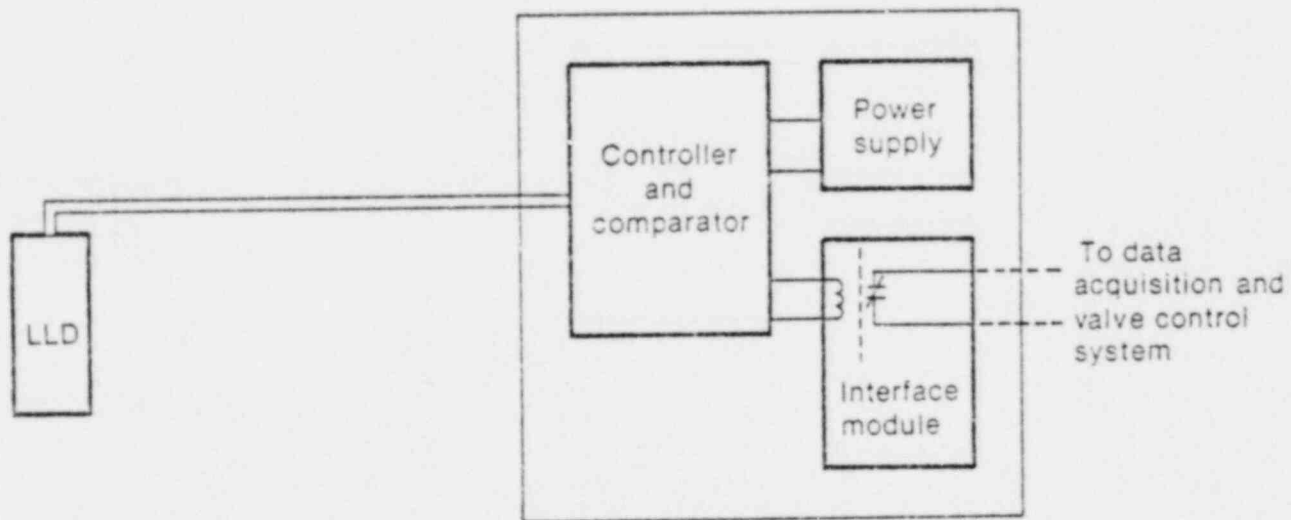 LLD
Controller
and
comparator
Power
supply
Interface
module
To data
acquisition and
valve control
system